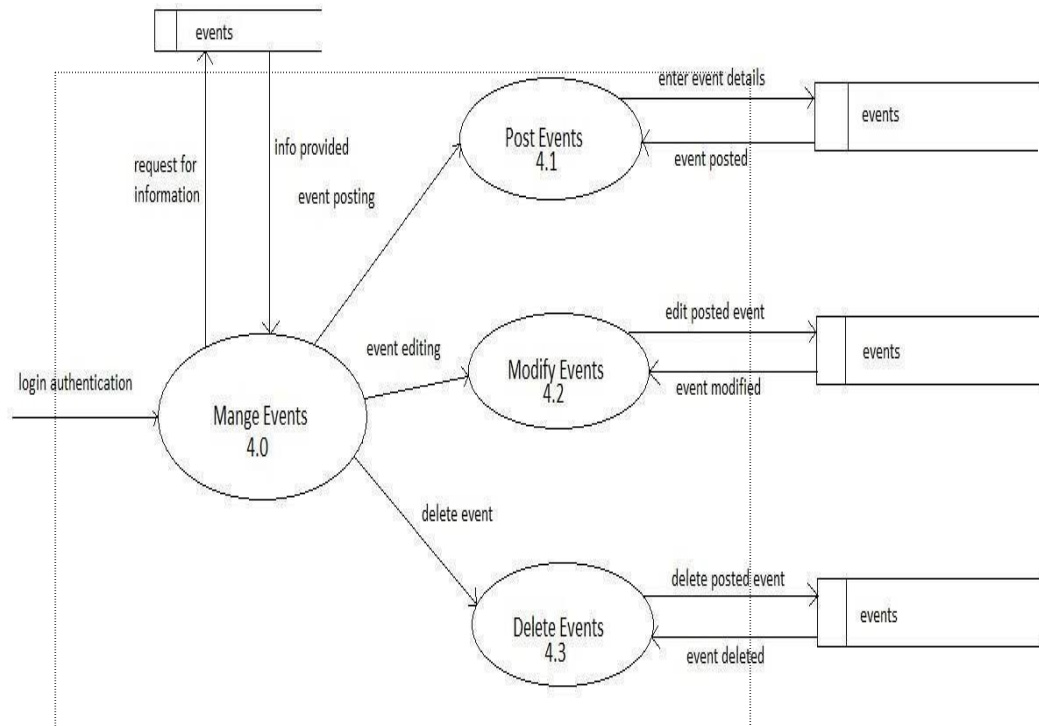 events
enter event details
events
Post Events
4.1
event posted
info provided
request for
information
event posting
edit posted event
event editing
events
Modify Events
4.2
event modified
login authentication
Mange Events
4.0
delete event
delete posted event
events
Delete Events
4.3
event deleted